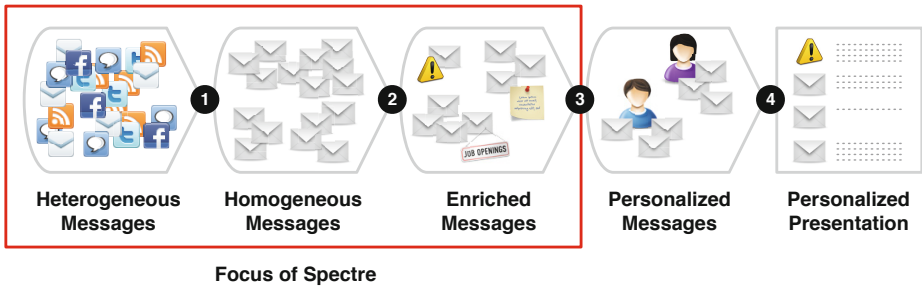 1
2
3
4
JOB OPENINGS
Heterogeneous
Messages
Homogeneous
Messages
Enriched
Messages
Personalized
Messages
Personalized
Presentation
Focus of Spectre